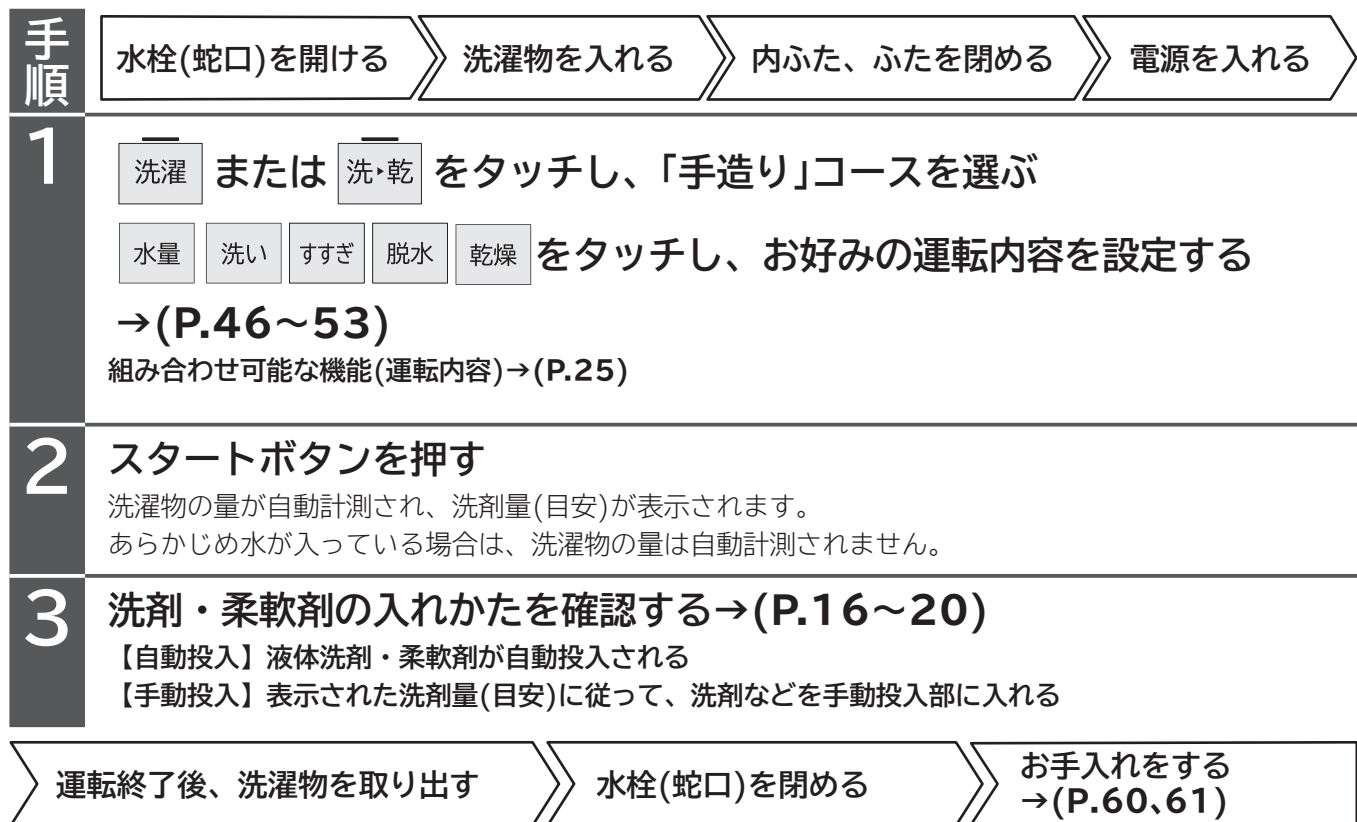 手順
水栓(蛇口)を開ける 洗濯物を入れる 内ふた、ふたを閉める 電源を入れる
1
洗濯 または 洗▸乾 をタッチし、「手造り」コースを選ぶ
水量 洗い すすぎ 脱水 乾燥 をタッチし、お好みの運転内容を設定する
→(P.46~53)
組み合わせ可能な機能(運転内容)→(P.25)
2
スタートボタンを押す
洗濯物の量が自動計測され、洗剤量(目安)が表示されます。
あらかじめ水が入っている場合は、洗濯物の量は自動計測されません。
3
洗剤・柔軟剤の入れかたを確認する→(P.16~20)
【自動投入】液体洗剤・柔軟剤が自動投入される
【手動投入】表示された洗剤量(目安)に従って、洗剤などを手動投入部に入れる
運転終了後、洗濯物を取り出す 水栓(蛇口)を閉める お手入れをする
→(P.60、61)